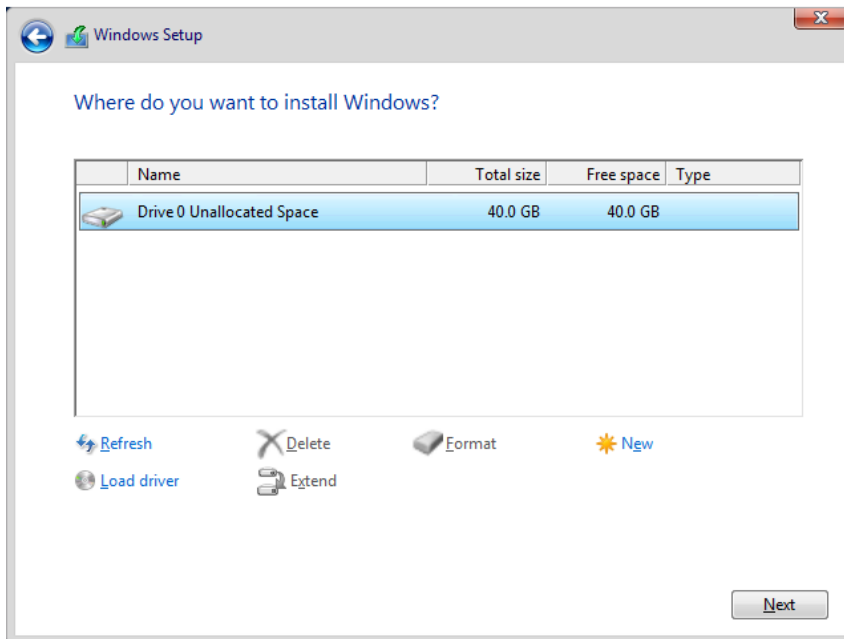 Windows Setup
Where do you want to install Windows?
Name Total size Free space Type
Drive 0 Unallocated Space 40.0 GB 40.0 GB
Refresh Delete Format New
Load driver Extend
Next